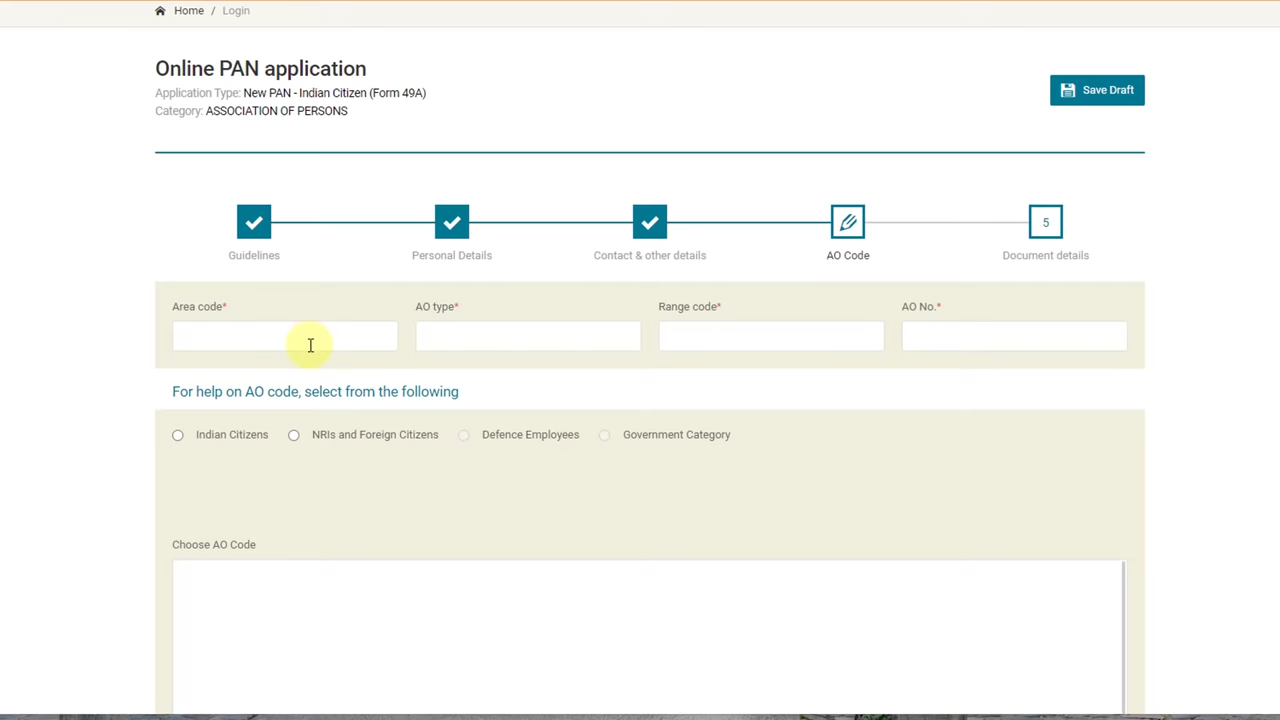 Home / Login
Online PAN application
Application Type: New PAN - Indian Citizen (Form 49A)
Category: ASSOCIATION OF PERSONS
Save Draft
5
Guidelines
Personal Details
Contact & other details
AO Code
Document details
Area code*
AO type*
Range code*
AO No.*
For help on AO code, select from the following
Indian Citizens
NRIs and Foreign Citizens
Defence Employees
Government Category
Choose AO Code